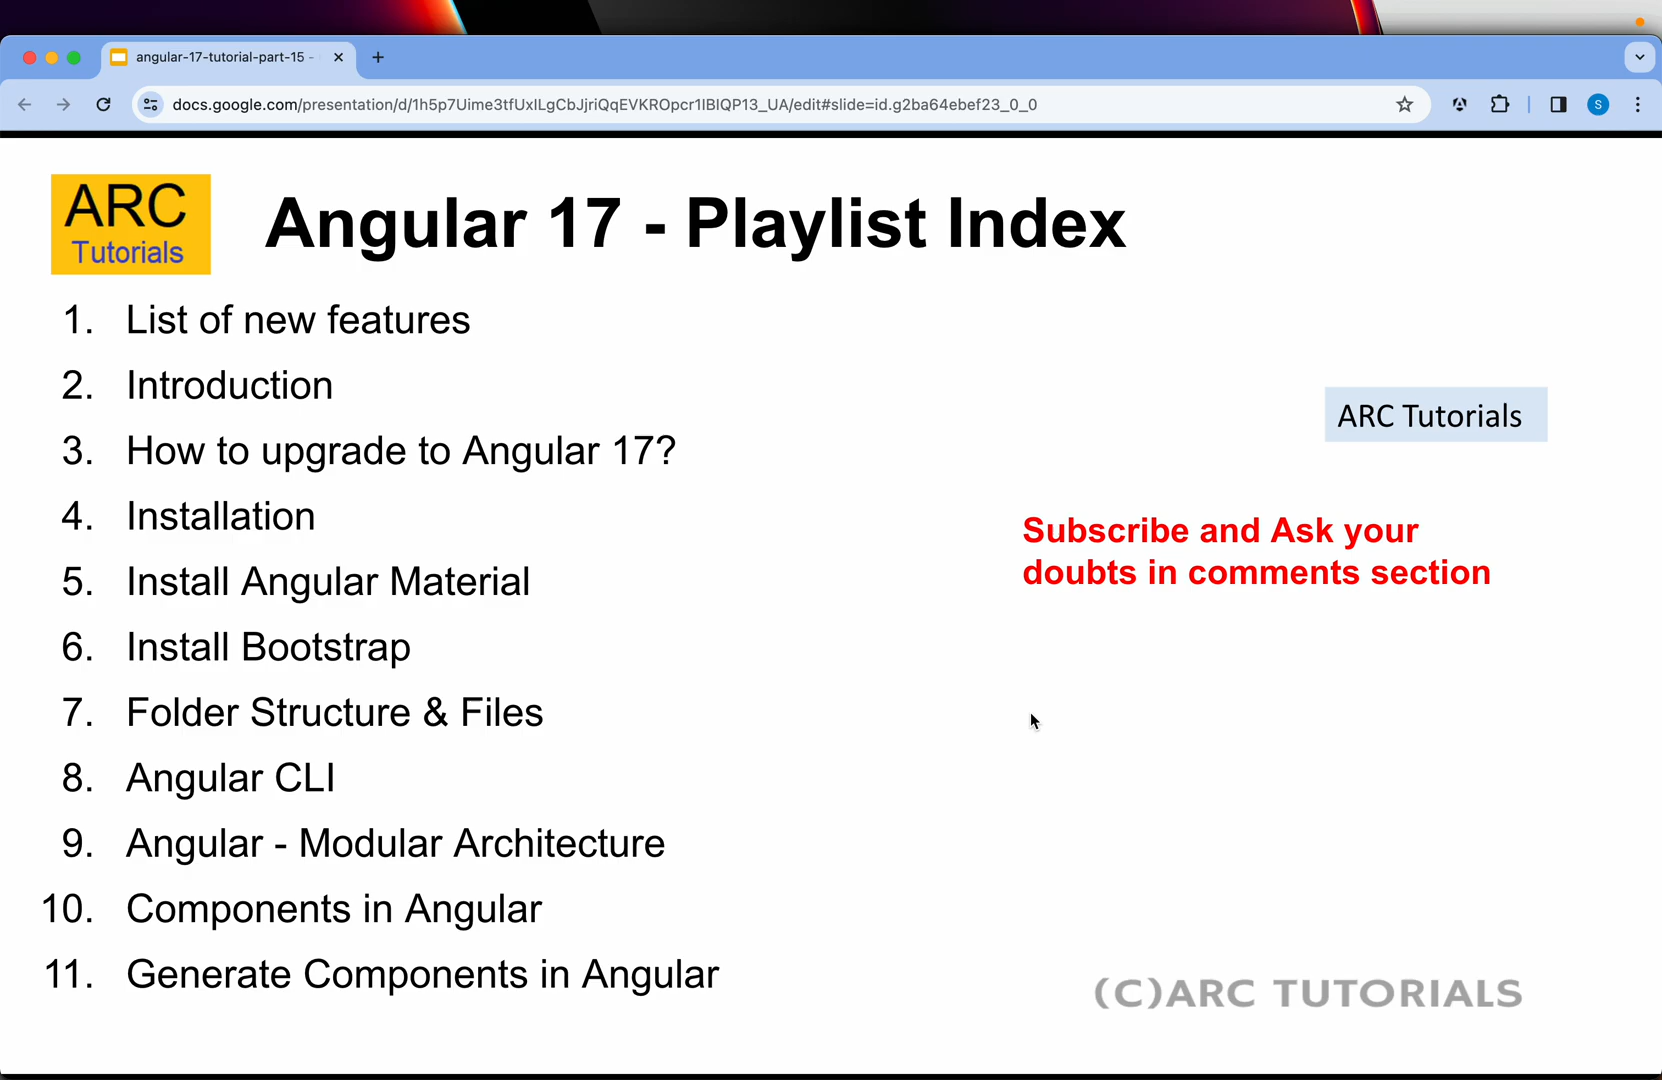 angular-17-tutorial-part-15 -
docs.google.com/presentation/d/1h5p7Uime3tfUxILgCbJjriQqEVKROpcr1IBIQP13_UA/edit#slide=id.g2ba64ebef23_0_0
S
ARC
Tutorials
Angular 17 - Playlist Index
1. List of new features
2. Introduction
3. How to upgrade to Angular 17?
4. Installation
5. Install Angular Material
6. Install Bootstrap
7. Folder Structure & Files
8. Angular CLI
9. Angular - Modular Architecture
10. Components in Angular
11. Generate Components in Angular
ARC Tutorials
Subscribe and Ask your
doubts in comments section
(C)ARC TUTORIALS